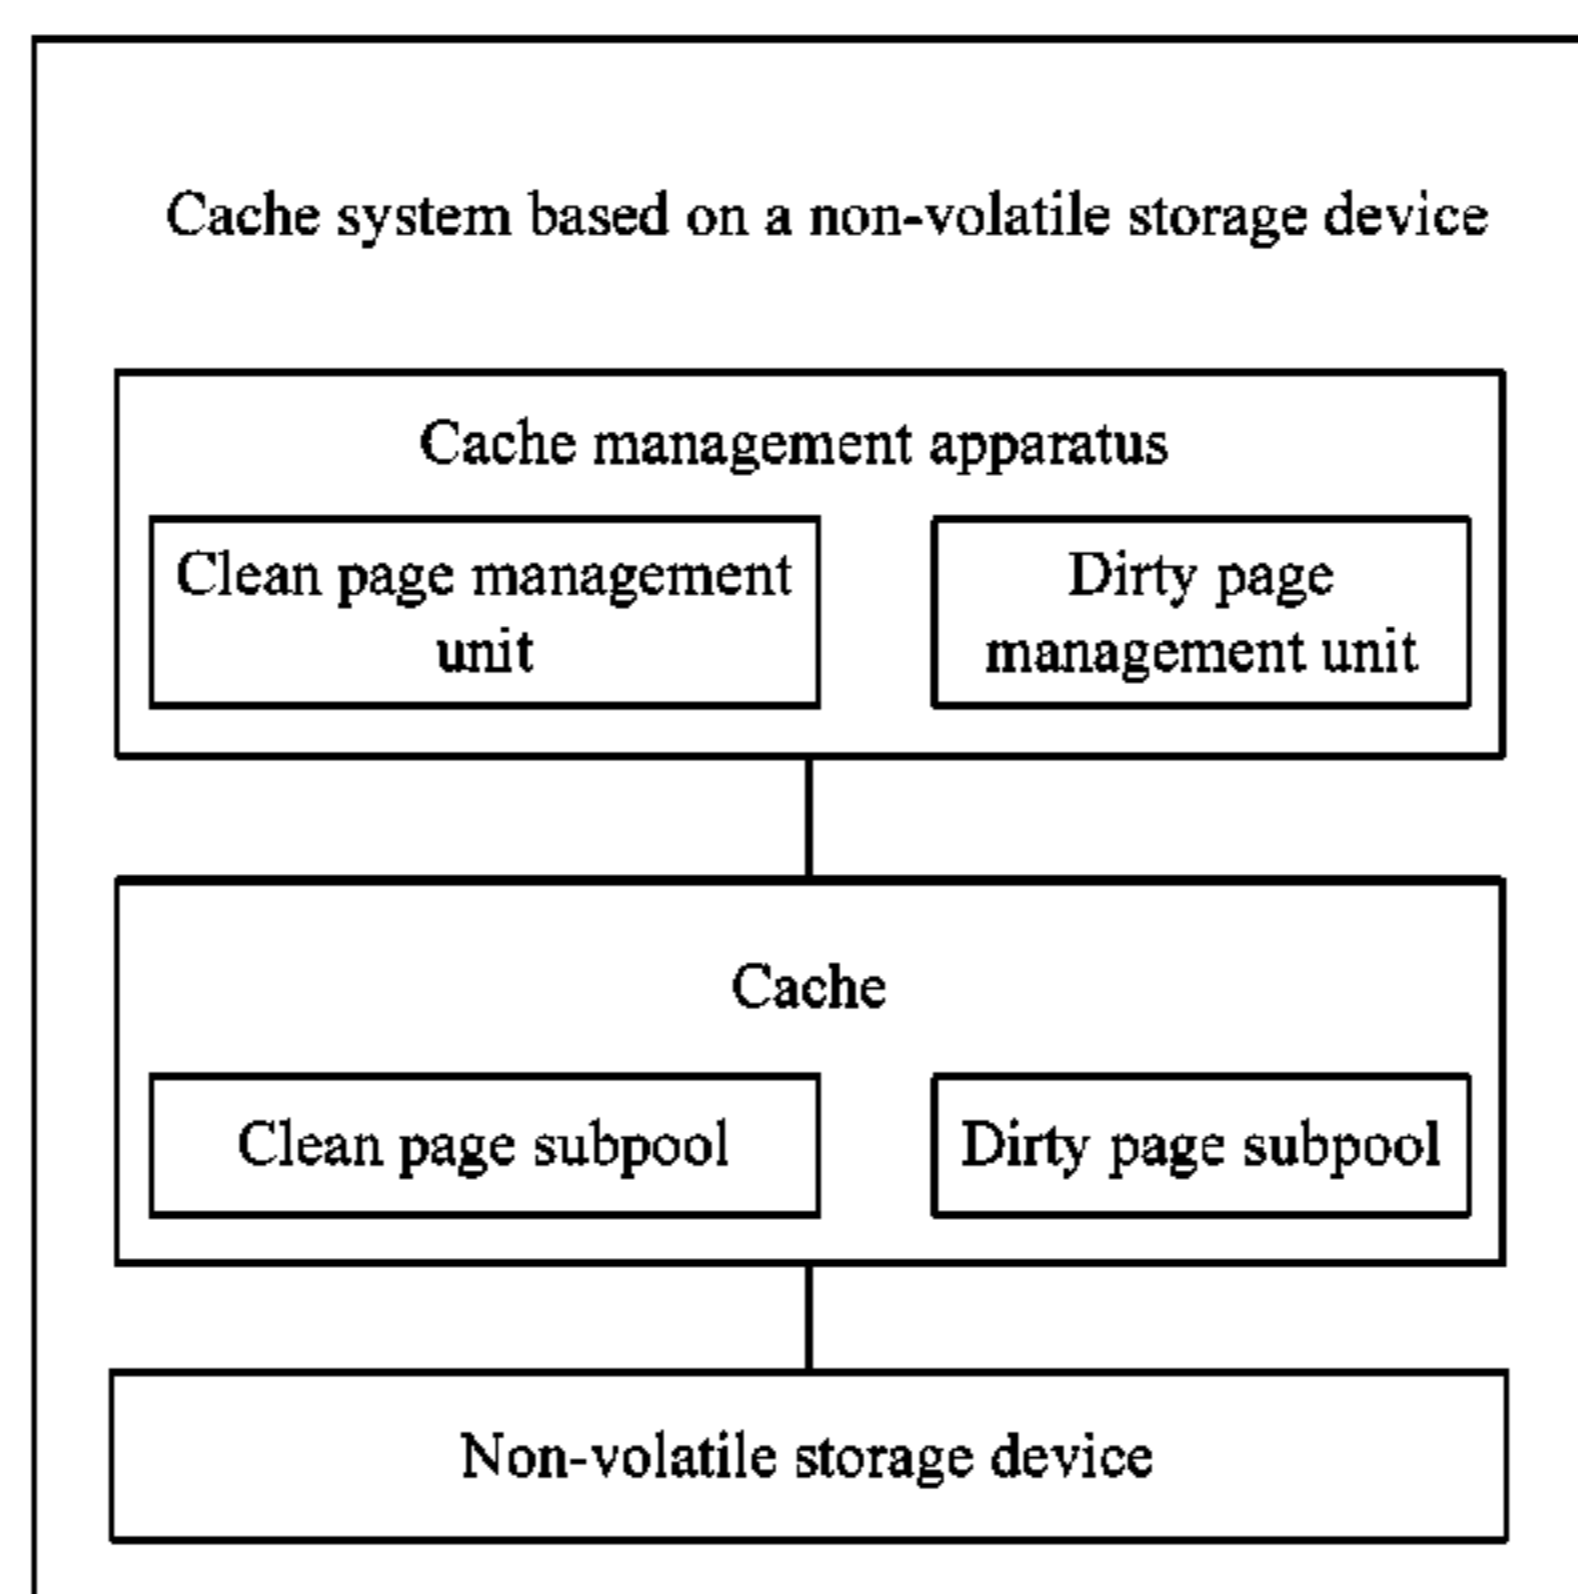 Cache system based on a non-volatile storage device
Cache management apparatus
Clean page management
unit
Dirty page
management unit
Cache
Clean page subpool
Dirty page subpool
Non-volatile storage device